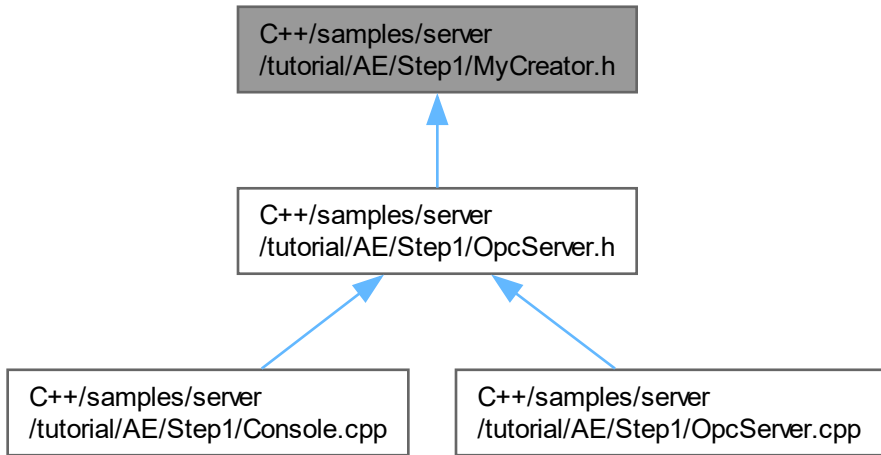 C++/samples/server
/tutorial/AE/Step1/MyCreator.h
C++/samples/server
/tutorial/AE/Step1/OpcServer.h
C++/samples/server
/tutorial/AE/Step1/Console.cpp
C++/samples/server
/tutorial/AE/Step1/OpcServer.cpp